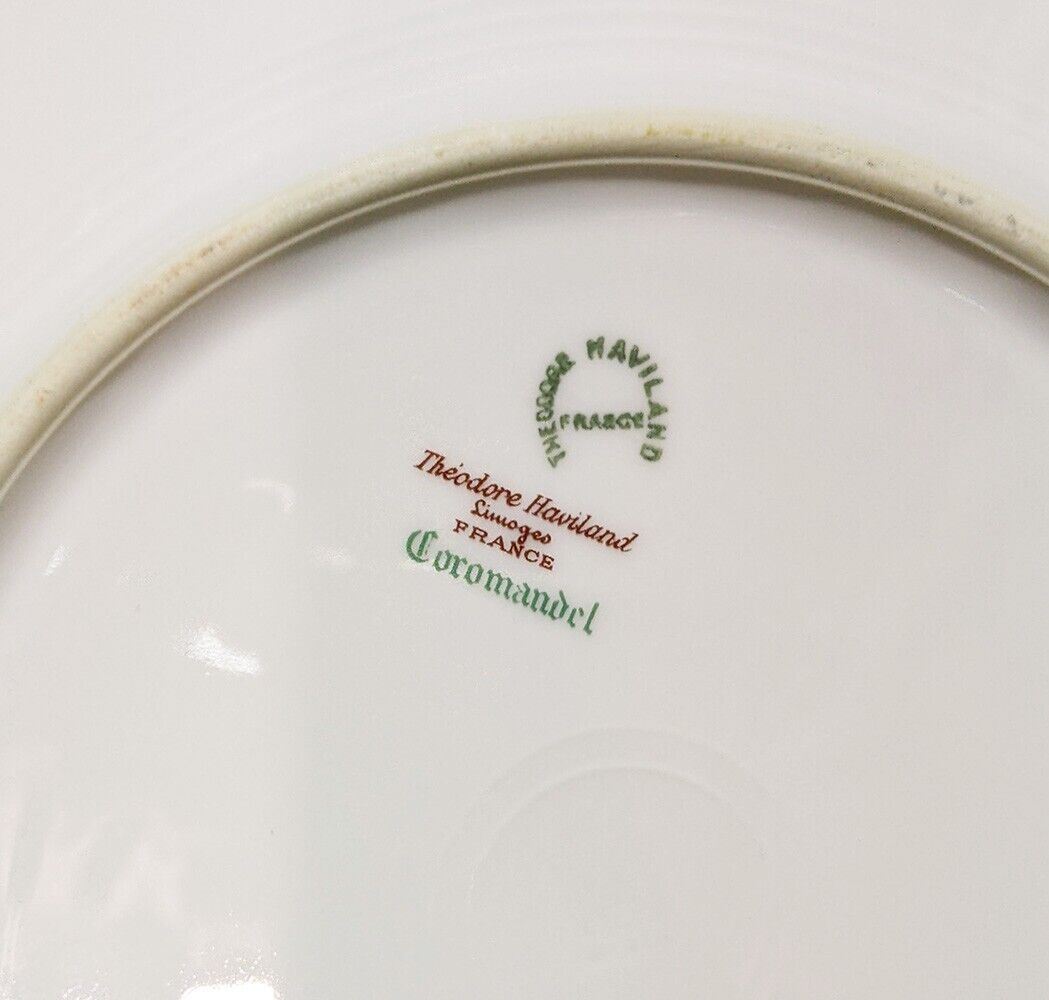 THEODORE HAVILAND
FRANCE
Théodore Haviland
Limoges
FRANCE
Coromandel